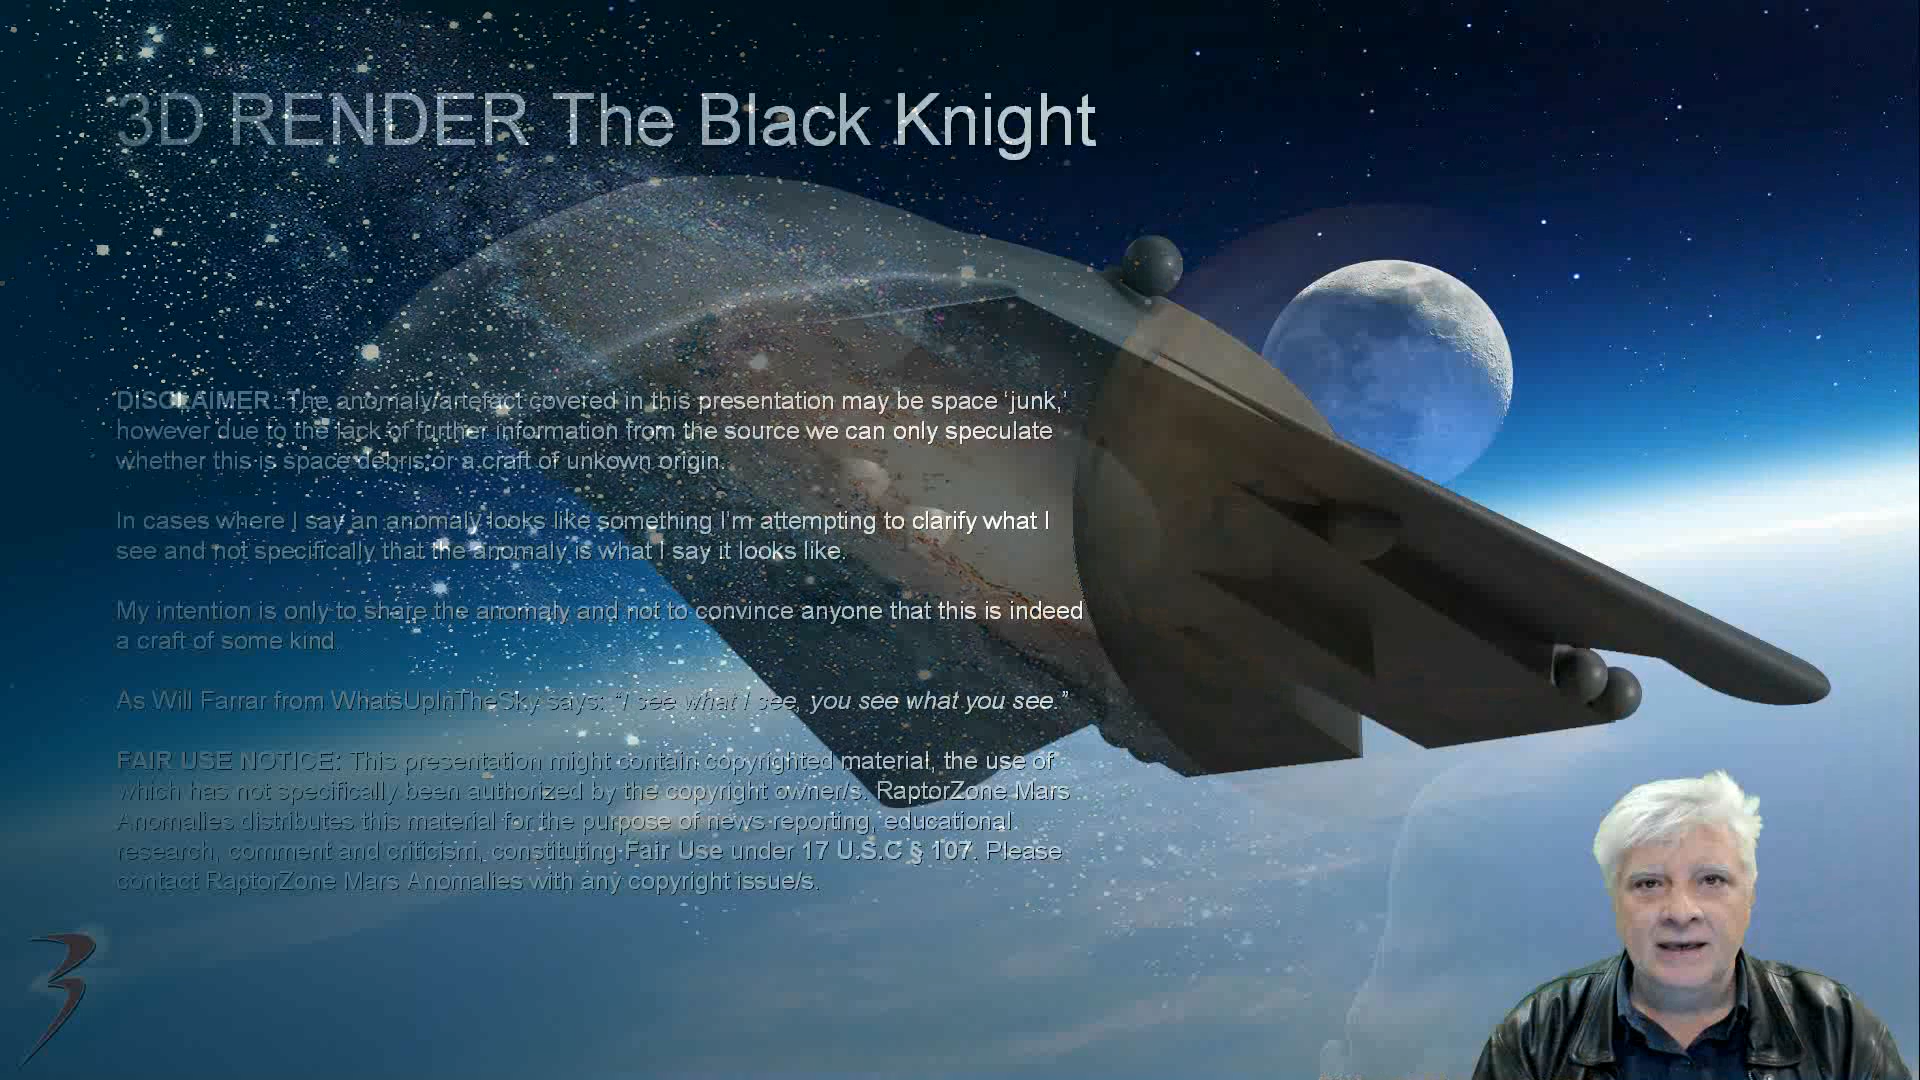 3D RENDER The Black Knight
DISCLAIMER: The anomaly/artefact covered in this presentation may be space ‘junk,’
however due to the lack of further information from the source we can only speculate
whether this is space debris or a craft of unkown origin.
In cases where I say an anomaly looks like something I'm attempting to clarify what I
see and not specifically that the anomaly is what I say it looks like.
My intention is only to share the anomaly and not to convince anyone that this is indeed
a craft of some kind.
As Will Farrar from WhatsUpInTheSky says: “I see what I see, you see what you see.”
FAIR USE NOTICE: This presentation might contain copyrighted material, the use of
which has not specifically been authorized by the copyright owner/s. RaptorZone Mars
Anomalies distributes this material for the purpose of news reporting, educational
research, comment and criticism, constituting Fair Use under 17 U.S.C § 107. Please
contact RaptorZone Mars Anomalies with any copyright issue/s.